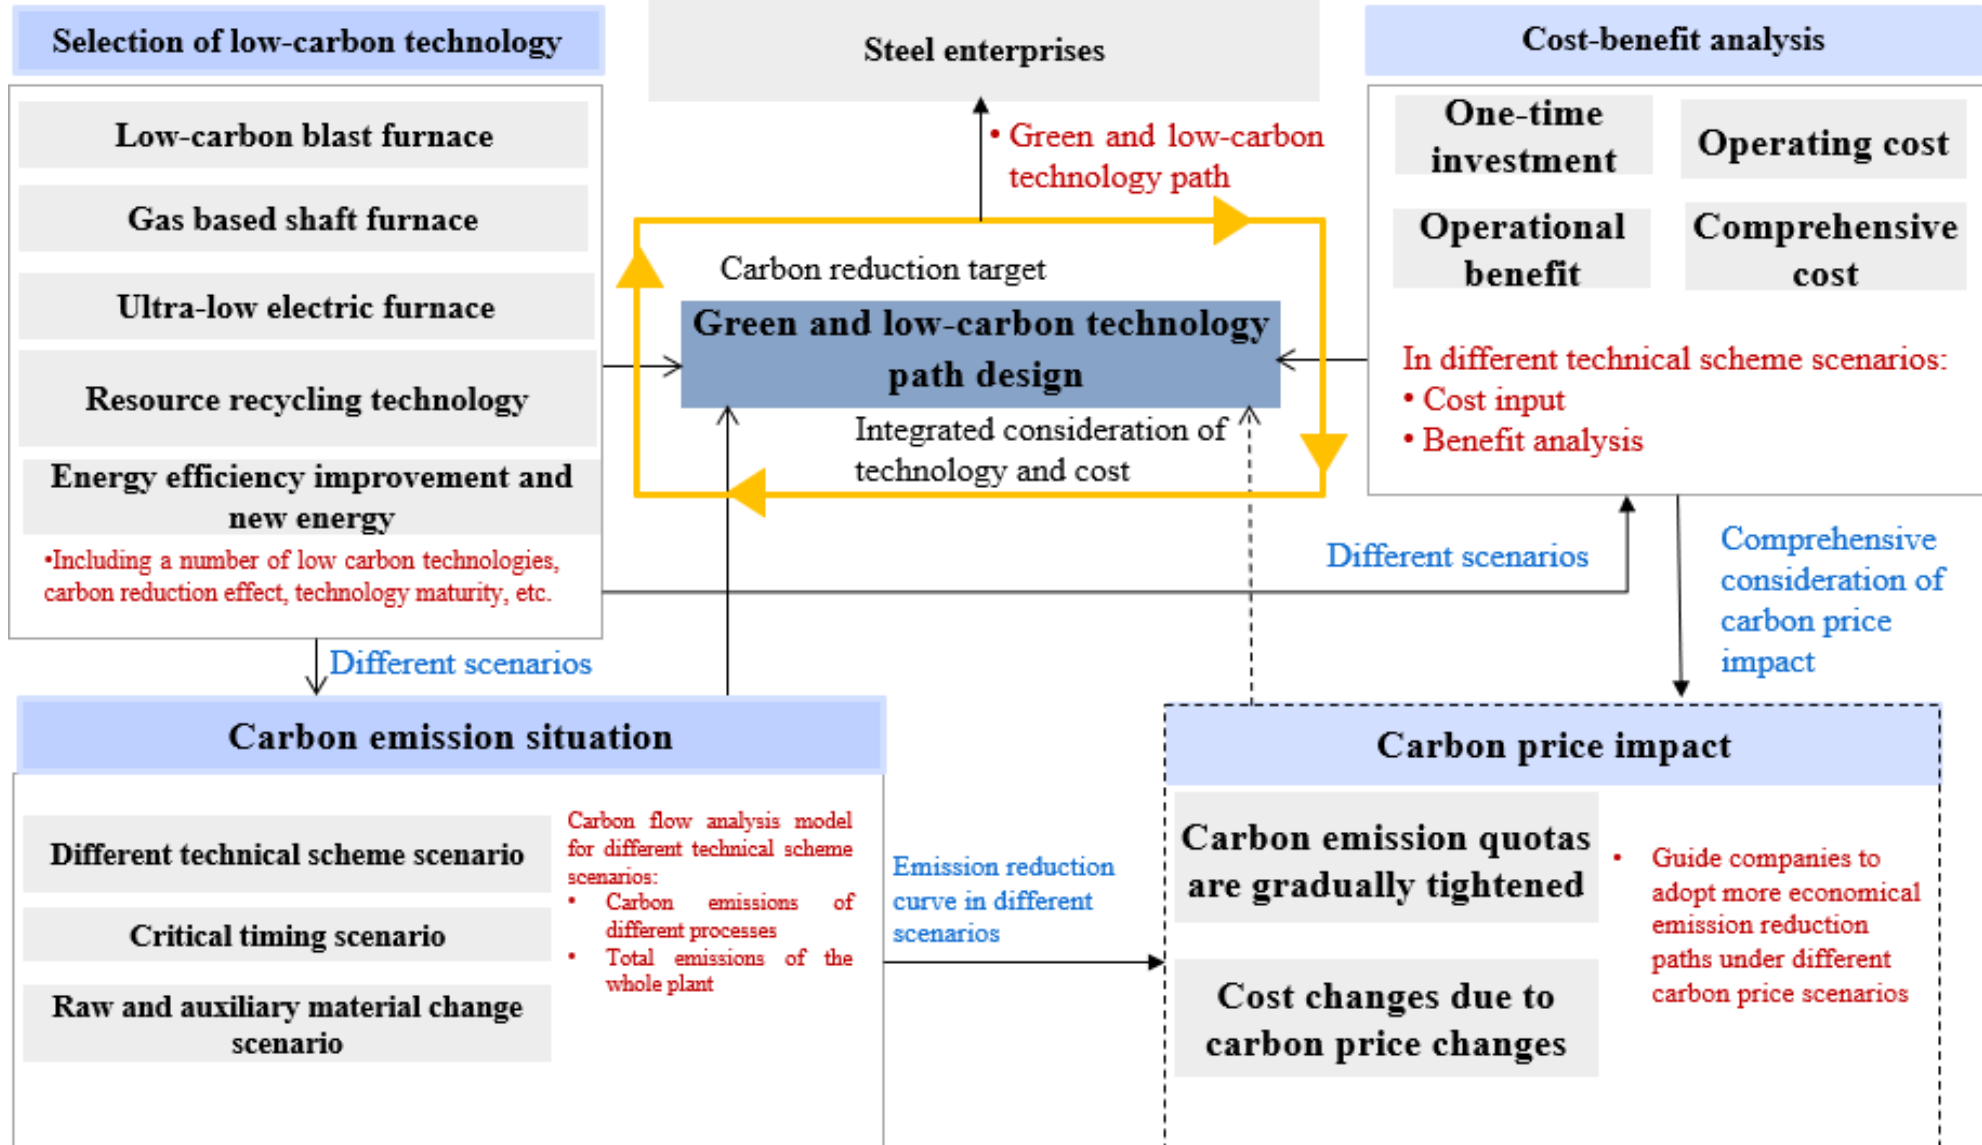 Selection of low-carbon technology
Low-carbon blast furnace
Gas based shaft furnace
Ultra-low electric furnace
Resource recycling technology
Energy efficiency improvement and
new energy
•Including a number of low carbon technologies,
carbon reduction effect, technology maturity, etc.
Steel enterprises
• Green and low-carbon
technology path
Carbon reduction target
Green and low-carbon technology
path design
Integrated consideration of
technology and cost
Cost-benefit analysis
One-time
investment
Operating cost
Operational
benefit
Comprehensive
cost
In different technical scheme scenarios:
• Cost input
• Benefit analysis
Different scenarios
Comprehensive
consideration of
carbon price
impact
Different scenarios
Carbon emission situation
Different technical scheme scenario
Critical timing scenario
Raw and auxiliary material change
scenario
Carbon flow analysis model
for different technical scheme
scenarios:
• Carbon emissions of
different processes
• Total emissions of the
whole plant
Emission reduction
curve in different
scenarios
Carbon price impact
Carbon emission quotas
are gradually tightened
Cost changes due to
carbon price changes
• Guide companies to
adopt more economical
emission reduction
paths under different
carbon price scenarios